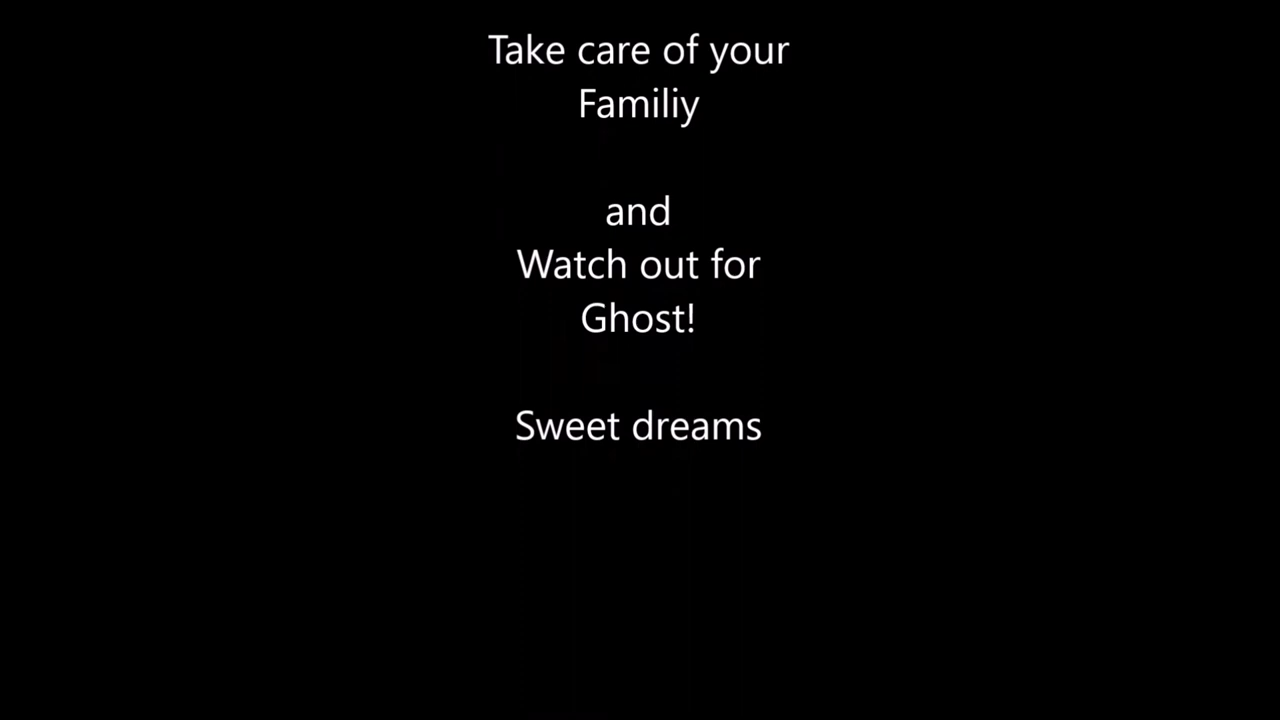 Take care of your
Familiy
and
Watch out for
Ghost!
Sweet dreams